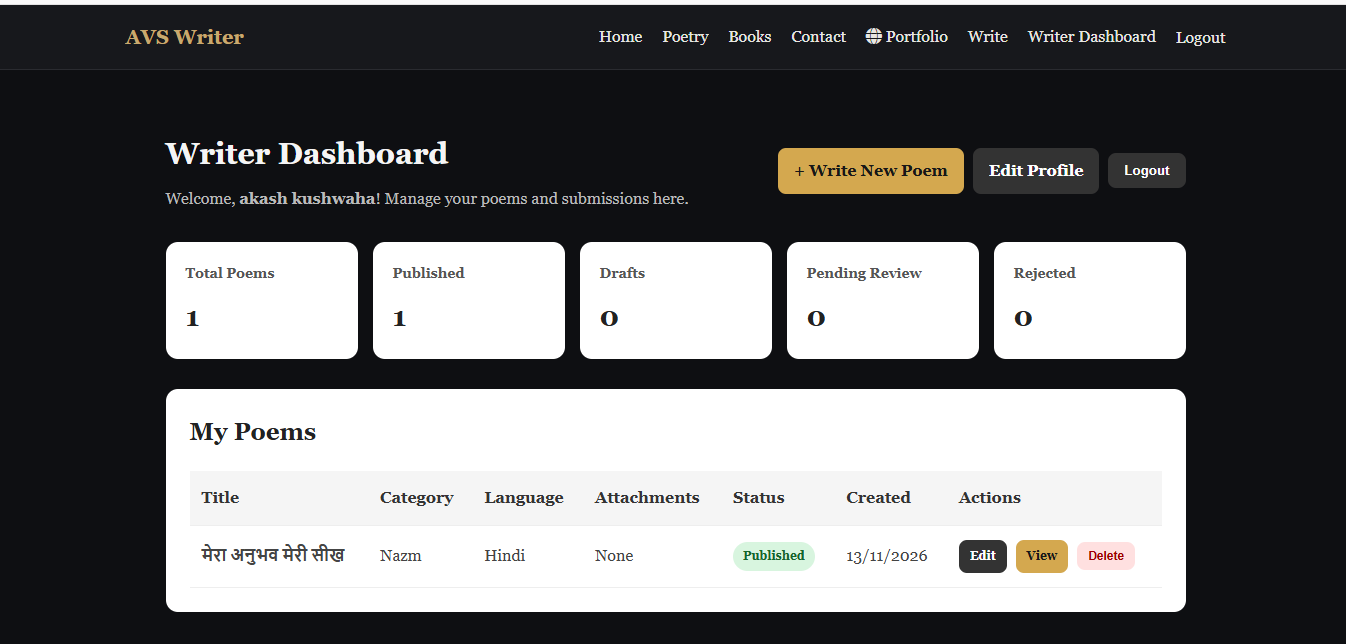 AVS Writer
Home Poetry Books Contact Portfolio Write Writer Dashboard Logout
Writer Dashboard
Welcome, akash kushwaha! Manage your poems and submissions here.
+ Write New Poem Edit Profile Logout
Total Poems Published Drafts Pending Review Rejected
1 1 0 0 0
My Poems
Title Category Language Attachments Status Created Actions
मेरा अनुभव मेरी सीख Nazm Hindi None Published 13/11/2026 Edit View Delete